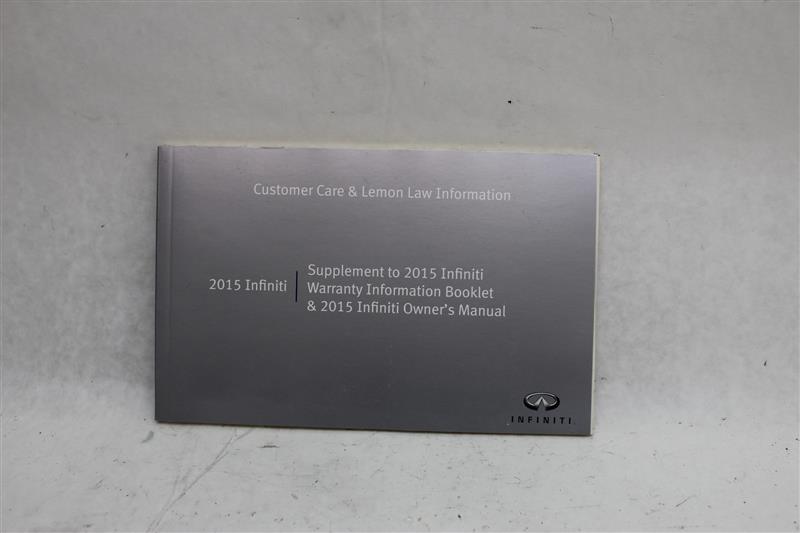 Customer Care & Lemon Law Information
2015 Infiniti
Supplement to 2015 Infiniti
Warranty Information Booklet
& 2015 Infiniti Owner's Manual
INFINITI